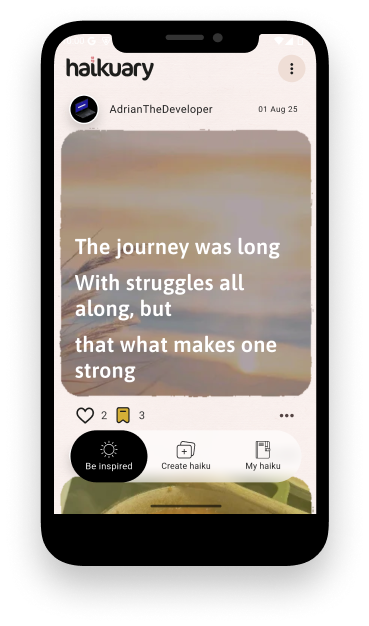 haikuary
AdrianTheDeveloper
01 Aug 25
The journey was long
With struggles all
along, but
that what makes one
strong
2
3
Be inspired
Create haiku
My haiku